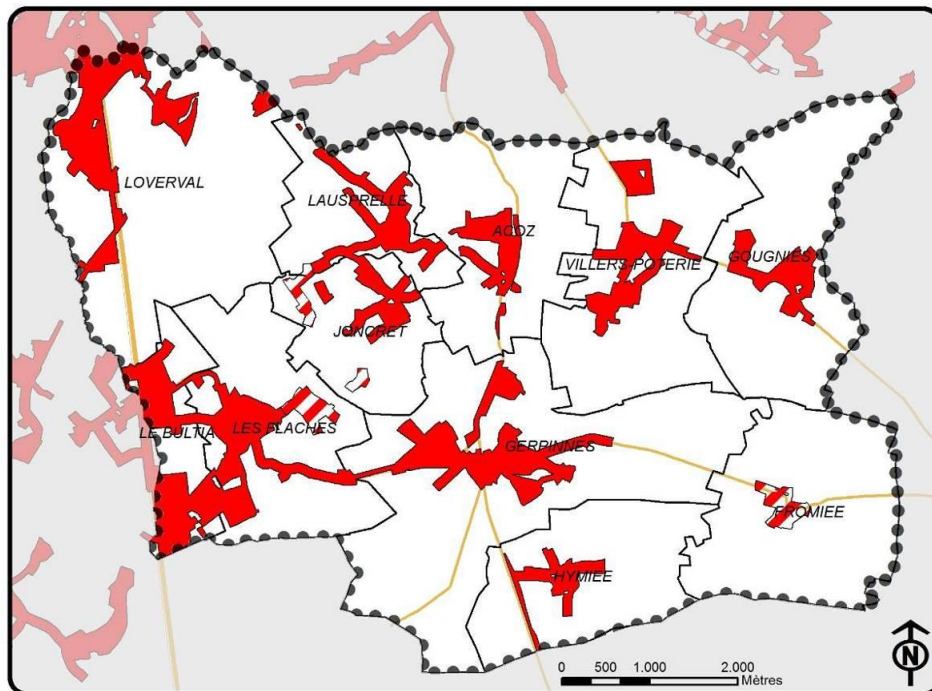 LOVERVAL
LAUSPRELLE
ACOZ
VILLERS-POTERIE
GOUGNIES
JONCRET
LE BULTIA
LES FLACHES
GERPINNES
FROMIEE
HYMIEE
N
0 500 1.000 2.000
Mètres